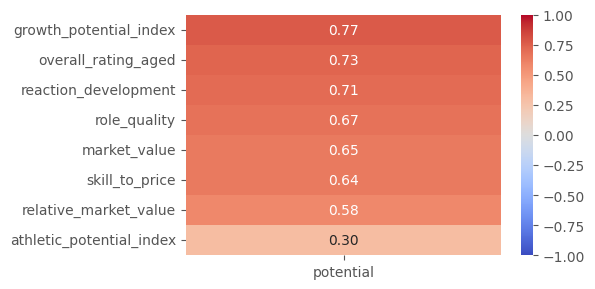 growth_potential_index 0.77
overall_rating_aged 0.73
reaction_development 0.71
role_quality 0.67
market_value 0.65
skill_to_price 0.64
relative_market_value 0.58
athletic_potential_index 0.30
potential
1.00
0.75
0.50
0.25
0.00
−0.25
−0.50
−0.75
−1.00